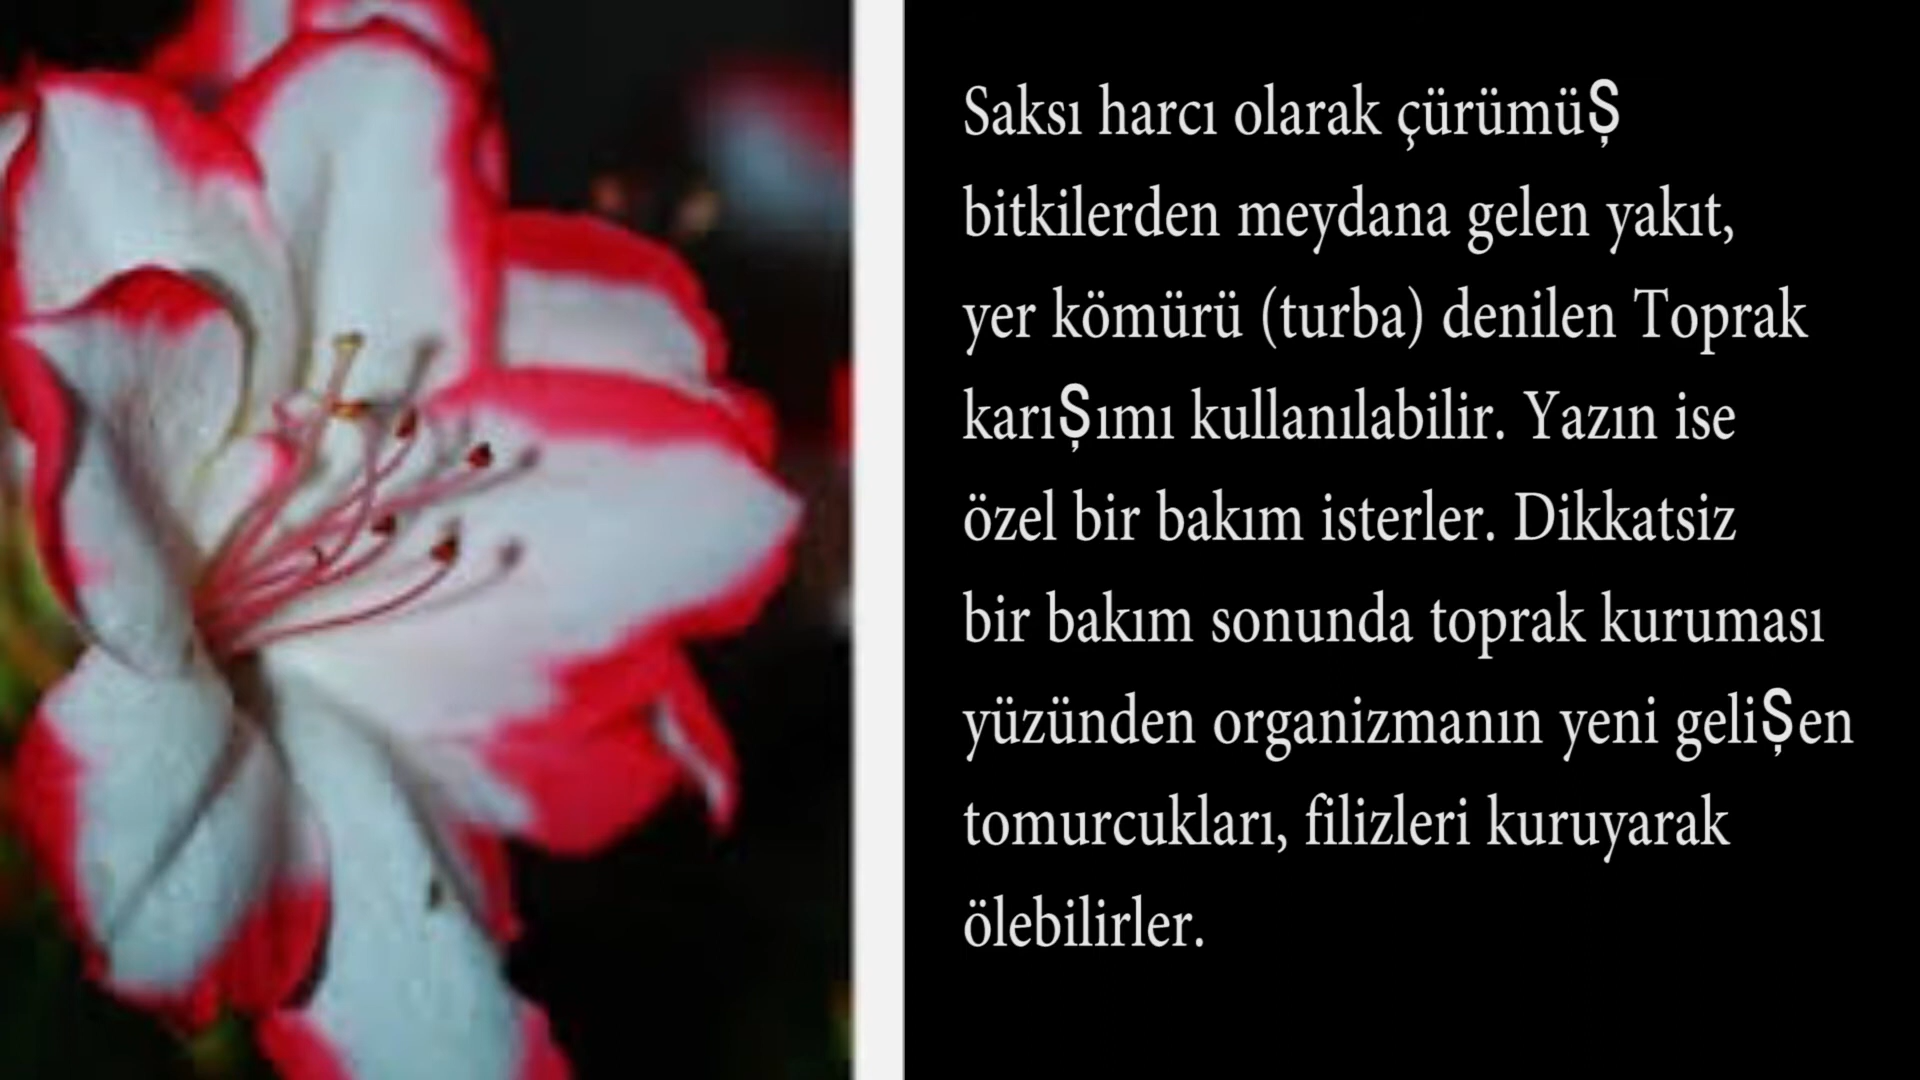 Saksı harcı olarak çürümüŞ
bitkilerden meydana gelen yakıt,
yer kömürü (turba) denilen Toprak
karıŞımı kullanılabilir. Yazın ise
özel bir bakım isterler. Dikkatsiz
bir bakım sonunda toprak kuruması
yüzünden organizmanın yeni geliŞen
tomurcukları, filizleri kuruyarak
ölebilirler.